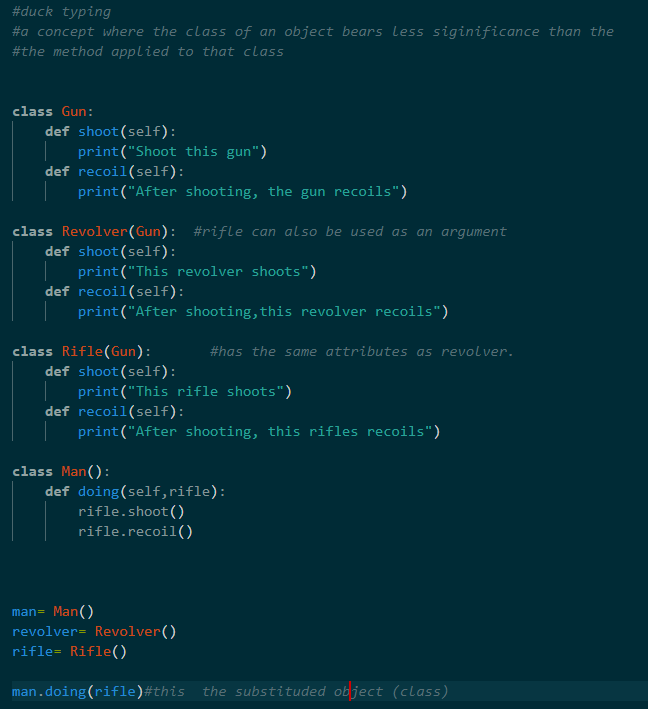 #duck typing
#a concept where the class of an object bears less siginificance than the
#the method applied to that class
class Gun:
    def shoot(self):
        print("Shoot this gun")
    def recoil(self):
        print("After shooting, the gun recoils")
class Revolver(Gun):  #rifle can also be used as an argument
    def shoot(self):
        print("This revolver shoots")
    def recoil(self):
        print("After shooting,this revolver recoils")
class Rifle(Gun):       #has the same attributes as revolver.
    def shoot(self):
        print("This rifle shoots")
    def recoil(self):
        print("After shooting, this rifles recoils")
class Man():
    def doing(self,rifle):
        rifle.shoot()
        rifle.recoil()
man= Man()
revolver= Revolver()
rifle= Rifle()
man.doing(rifle)#this  the substituded object (class)